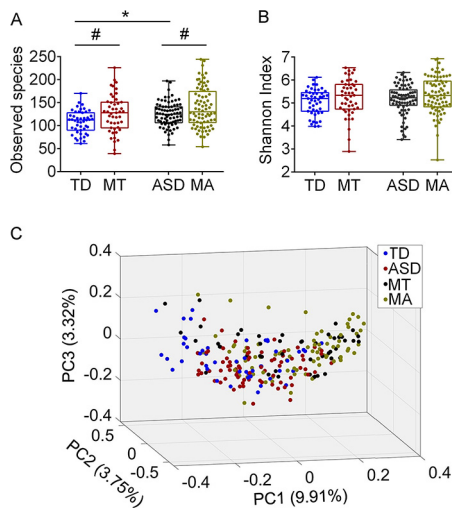 A
*
# #
Observed species
250
200
150
100
50
0
TD MT ASD MA
B
Shannon Index
7
6
5
4
3
2
TD MT ASD MA
C
TD
ASD
MT
MA
PC3 (3.32%)
0.4
0.2
0
-0.2
-0.4
PC2 (3.75%)
0.5
0
-0.5
-0.4 -0.2 0 0.2 0.4
PC1 (9.91%)